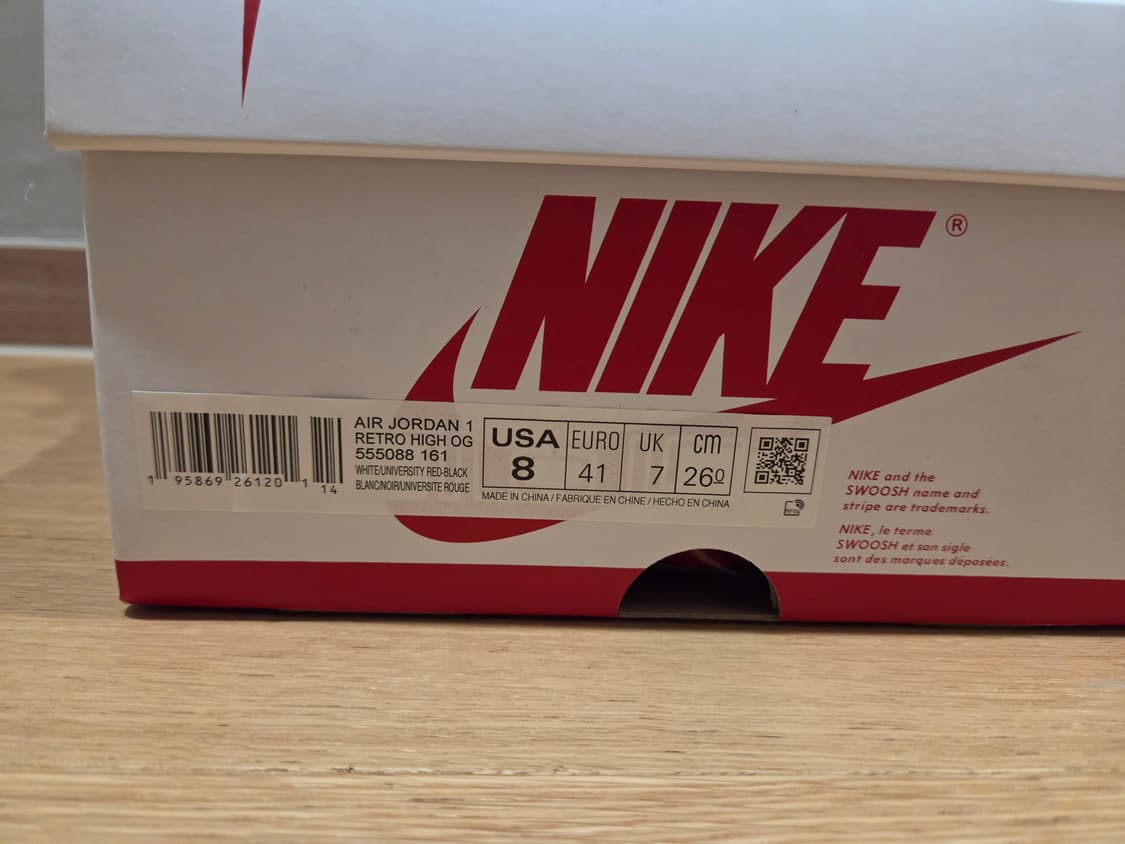 NIKE ®
AIR JORDAN 1
RETRO HIGH OG
555088 161
WHITE/UNIVERSITY RED-BLACK
BLANC/NOIR/UNIVERSITE ROUGE
1 95869 26120 1 14
USA EURO UK cm
8 41 7 26⁰
MADE IN CHINA / FABRIQUE EN CHINE / HECHO EN CHINA
NIKE and the
SWOOSH name and
stripe are trademarks.
NIKE, le terme
SWOOSH et son sigle
sont des marques déposées.